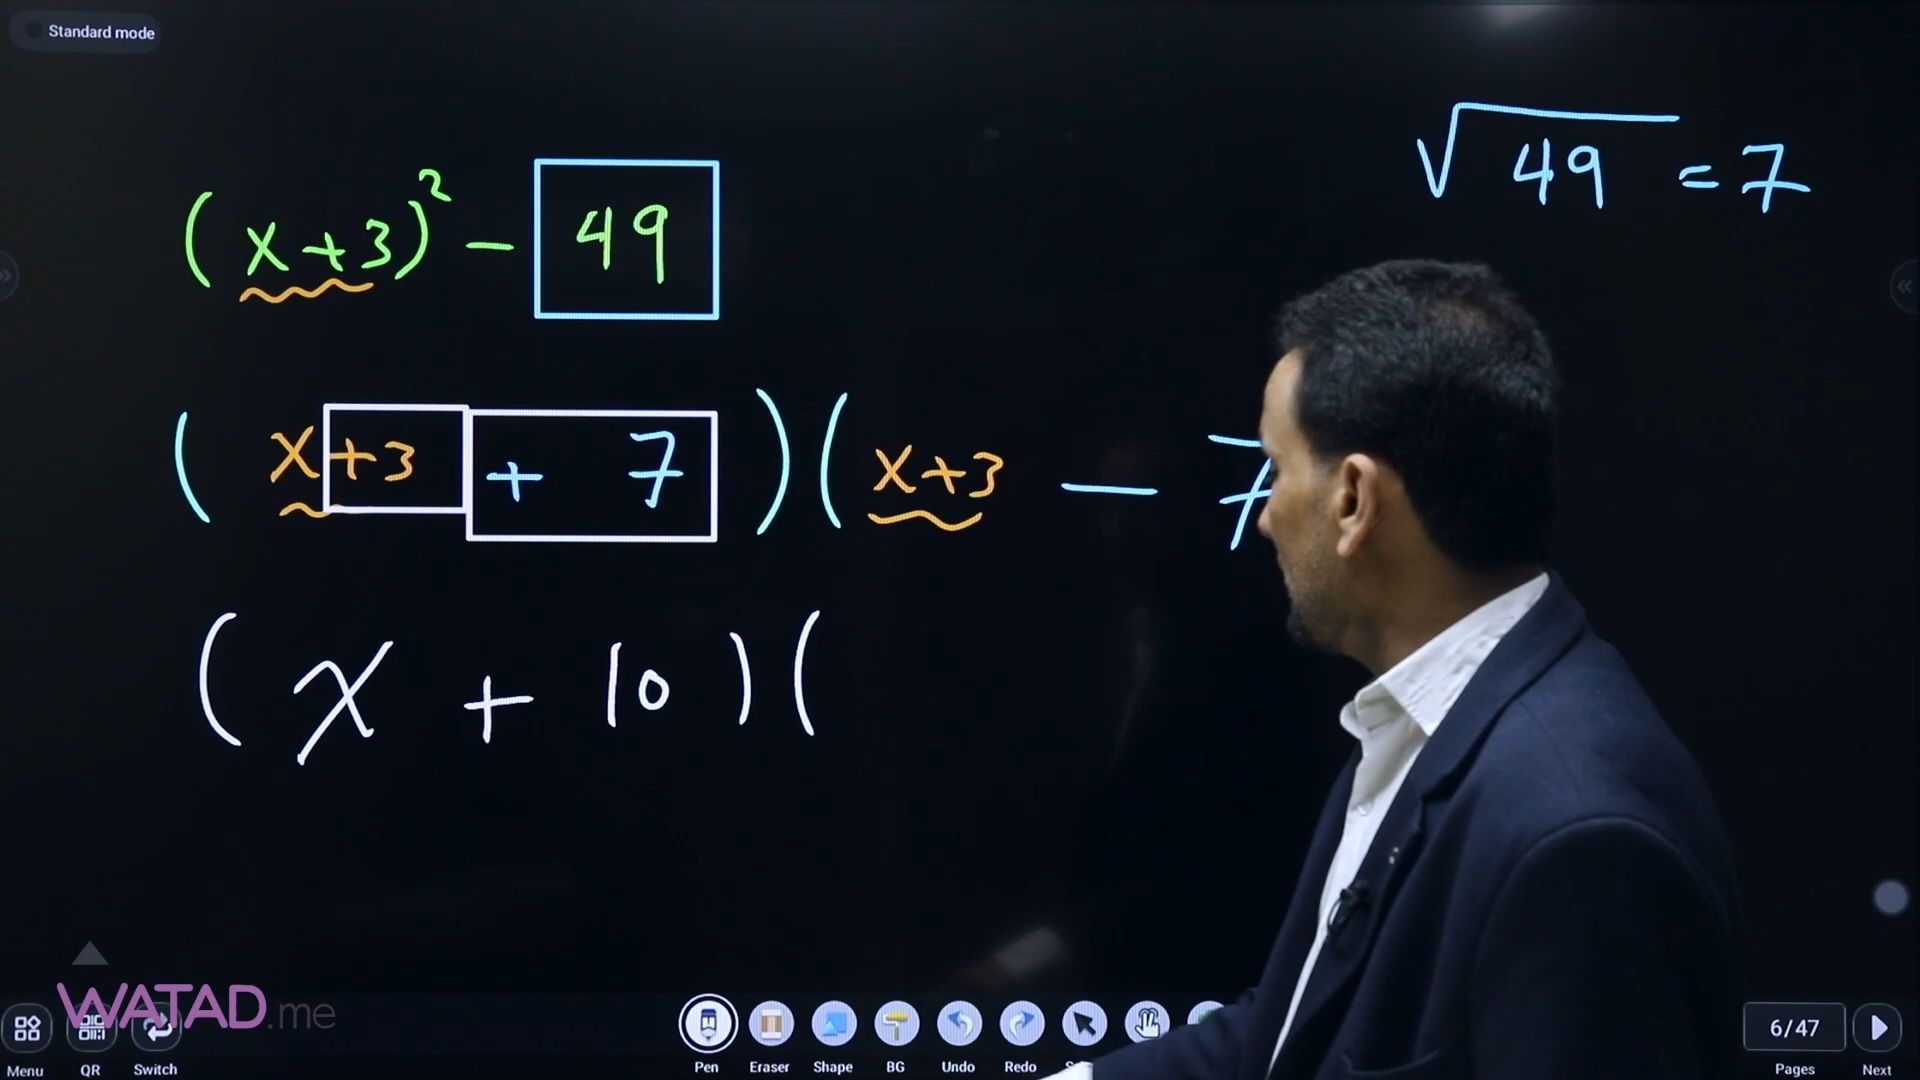 Standard mode
√49 = 7
(x+3)² - 49
(x+3 + 7)(x+3 - 7
(x + 10)(
WATAD.me
Menu QR Switch
Pen Eraser Shape BG Undo Redo
6/47
Pages Next